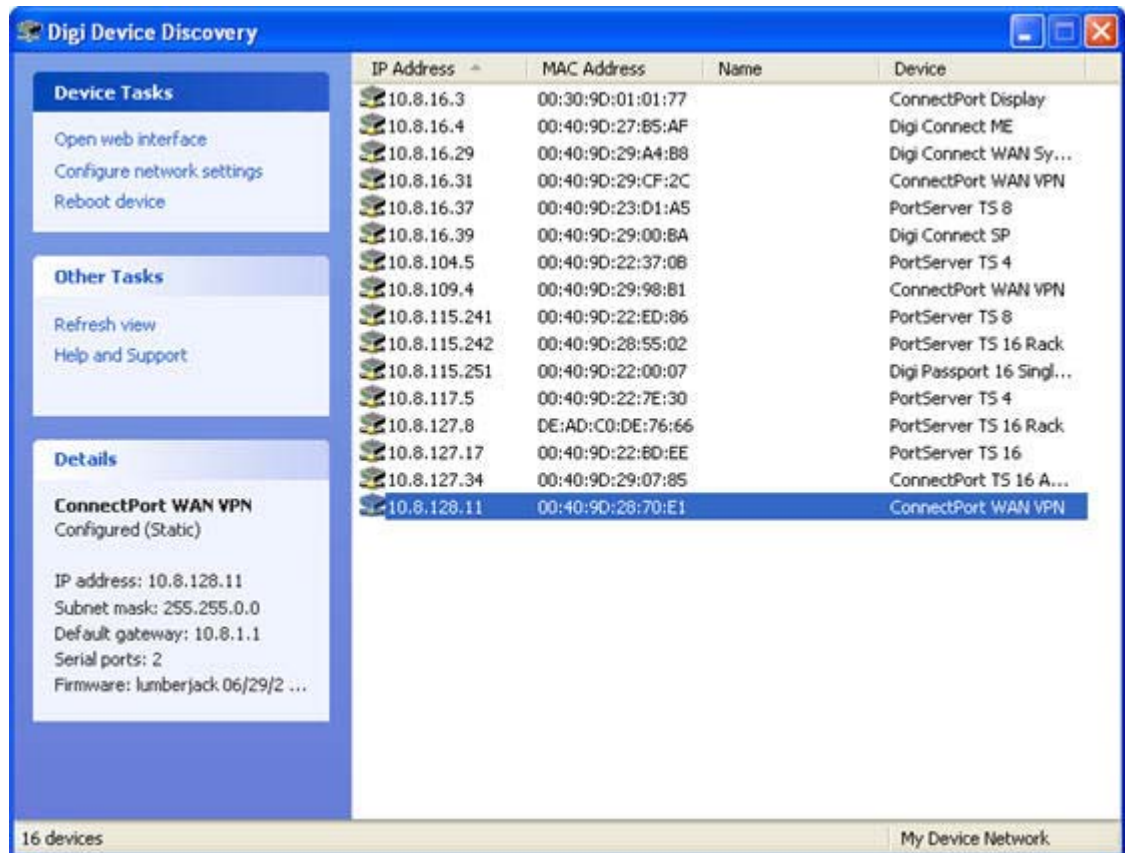 Digi Device Discovery
Device Tasks
Open web interface
Configure network settings
Reboot device
Other Tasks
Refresh view
Help and Support
Details
ConnectPort WAN VPN
Configured (Static)
IP address: 10.8.128.11
Subnet mask: 255.255.0.0
Default gateway: 10.8.1.1
Serial ports: 2
Firmware: lumberjack 06/29/2 ...
IP Address MAC Address Name Device
10.8.16.3 00:30:9D:01:01:77 ConnectPort Display
10.8.16.4 00:40:9D:27:B5:AF Digi Connect ME
10.8.16.29 00:40:9D:29:A4:B8 Digi Connect WAN Sy...
10.8.16.31 00:40:9D:29:CF:2C ConnectPort WAN VPN
10.8.16.37 00:40:9D:23:D1:A5 PortServer TS 8
10.8.16.39 00:40:9D:29:00:BA Digi Connect SP
10.8.104.5 00:40:9D:22:37:0B PortServer TS 4
10.8.109.4 00:40:9D:29:98:B1 ConnectPort WAN VPN
10.8.115.241 00:40:9D:22:ED:86 PortServer TS 8
10.8.115.242 00:40:9D:28:55:02 PortServer TS 16 Rack
10.8.115.251 00:40:9D:22:00:07 Digi Passport 16 Singl...
10.8.117.5 00:40:9D:22:7E:30 PortServer TS 4
10.8.127.8 DE:AD:C0:DE:76:66 PortServer TS 16 Rack
10.8.127.17 00:40:9D:22:BD:EE PortServer TS 16
10.8.127.34 00:40:9D:29:07:85 ConnectPort TS 16 A...
10.8.128.11 00:40:9D:28:70:E1 ConnectPort WAN VPN
16 devices My Device Network